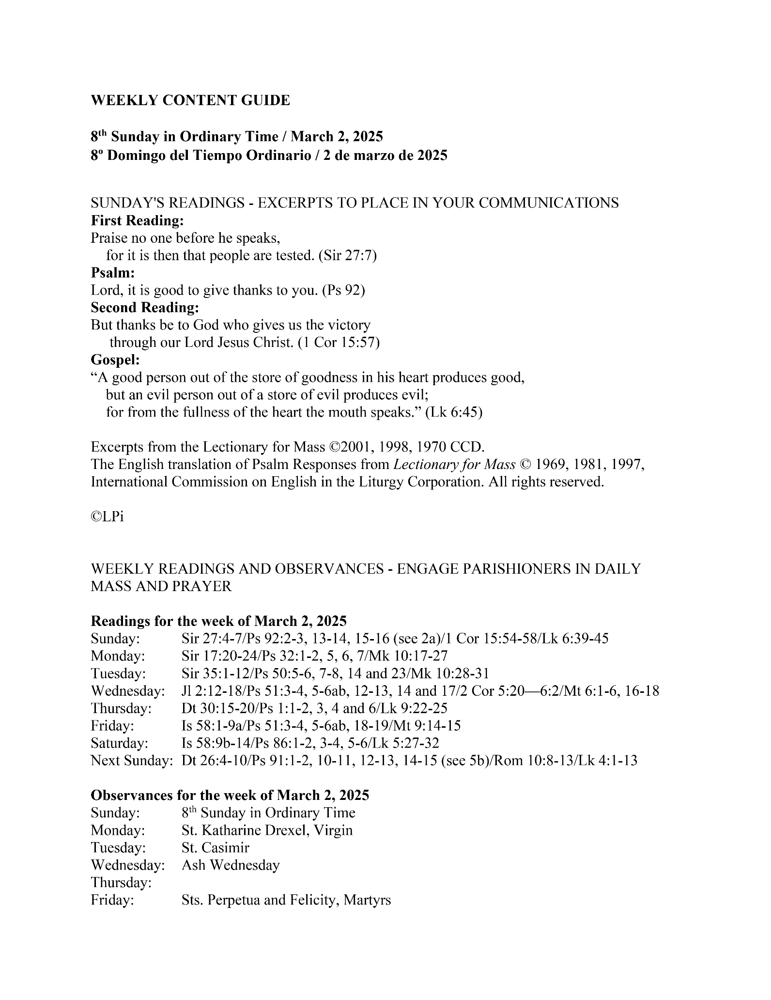 WEEKLY CONTENT GUIDE
8th Sunday in Ordinary Time / March 2, 2025
8º Domingo del Tiempo Ordinario / 2 de marzo de 2025
SUNDAY'S READINGS - EXCERPTS TO PLACE IN YOUR COMMUNICATIONS
First Reading:
Praise no one before he speaks,
for it is then that people are tested. (Sir 27:7)
Psalm:
Lord, it is good to give thanks to you. (Ps 92)
Second Reading:
But thanks be to God who gives us the victory
through our Lord Jesus Christ. (1 Cor 15:57)
Gospel:
“A good person out of the store of goodness in his heart produces good,
but an evil person out of a store of evil produces evil;
for from the fullness of the heart the mouth speaks.” (Lk 6:45)
Excerpts from the Lectionary for Mass ©2001, 1998, 1970 CCD.
The English translation of Psalm Responses from Lectionary for Mass © 1969, 1981, 1997,
International Commission on English in the Liturgy Corporation. All rights reserved.
©LPi
WEEKLY READINGS AND OBSERVANCES - ENGAGE PARISHIONERS IN DAILY
MASS AND PRAYER
Readings for the week of March 2, 2025
Sunday: Sir 27:4-7/Ps 92:2-3, 13-14, 15-16 (see 2a)/1 Cor 15:54-58/Lk 6:39-45
Monday: Sir 17:20-24/Ps 32:1-2, 5, 6, 7/Mk 10:17-27
Tuesday: Sir 35:1-12/Ps 50:5-6, 7-8, 14 and 23/Mk 10:28-31
Wednesday: Jl 2:12-18/Ps 51:3-4, 5-6ab, 12-13, 14 and 17/2 Cor 5:20—6:2/Mt 6:1-6, 16-18
Thursday: Dt 30:15-20/Ps 1:1-2, 3, 4 and 6/Lk 9:22-25
Friday: Is 58:1-9a/Ps 51:3-4, 5-6ab, 18-19/Mt 9:14-15
Saturday: Is 58:9b-14/Ps 86:1-2, 3-4, 5-6/Lk 5:27-32
Next Sunday: Dt 26:4-10/Ps 91:1-2, 10-11, 12-13, 14-15 (see 5b)/Rom 10:8-13/Lk 4:1-13
Observances for the week of March 2, 2025
Sunday: 8th Sunday in Ordinary Time
Monday: St. Katharine Drexel, Virgin
Tuesday: St. Casimir
Wednesday: Ash Wednesday
Thursday:
Friday: Sts. Perpetua and Felicity, Martyrs